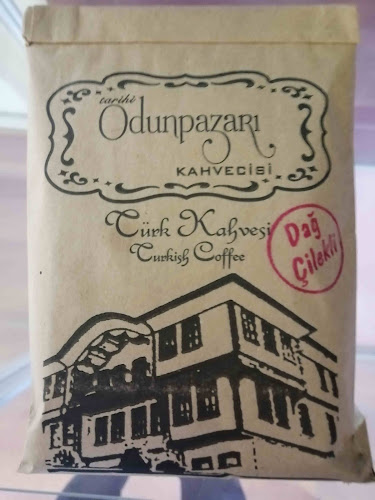 tarihi
Odunpazarı
KAHVECİSİ
Türk Kahvesi
Turkish Coffee
Dağ
Çilekli